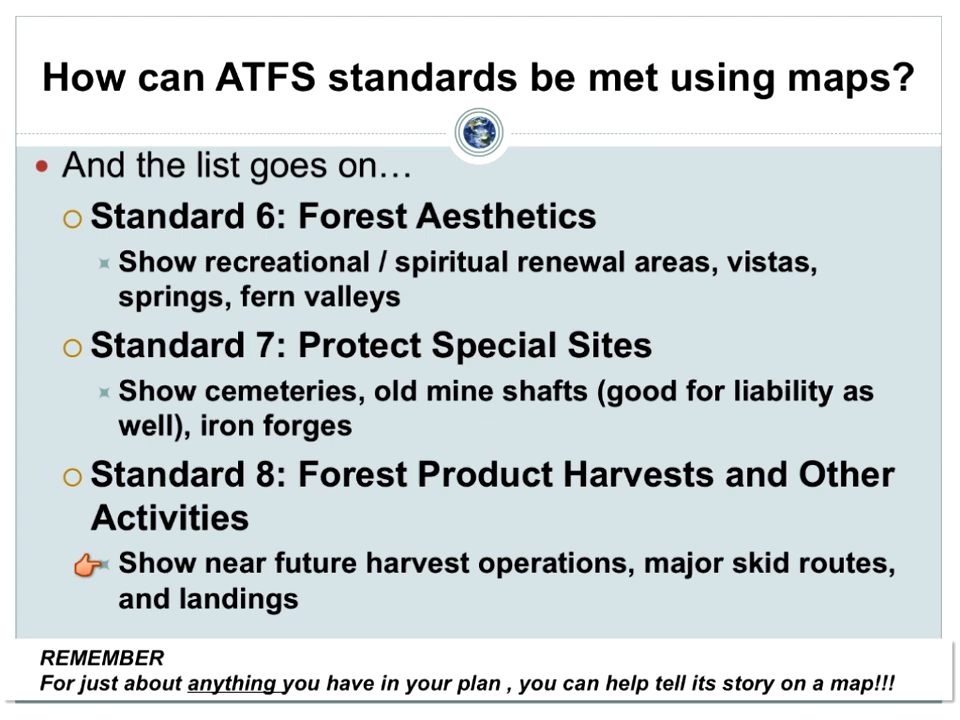 How can ATFS standards be met using maps?
And the list goes on…
Standard 6: Forest Aesthetics
Show recreational / spiritual renewal areas, vistas,
springs, fern valleys
Standard 7: Protect Special Sites
Show cemeteries, old mine shafts (good for liability as
well), iron forges
Standard 8: Forest Product Harvests and Other
Activities
Show near future harvest operations, major skid routes,
and landings
REMEMBER
For just about anything you have in your plan , you can help tell its story on a map!!!